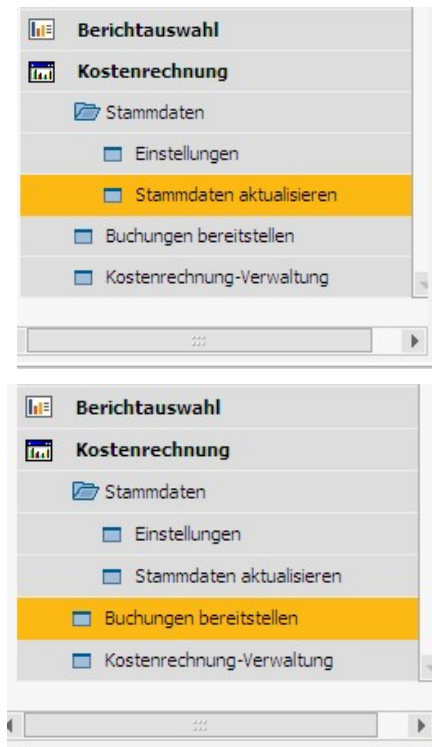 Berichtauswahl
Kostenrechnung
Stammdaten
Einstellungen
Stammdaten aktualisieren
Buchungen bereitstellen
Kostenrechnung-Verwaltung
Berichtauswahl
Kostenrechnung
Stammdaten
Einstellungen
Stammdaten aktualisieren
Buchungen bereitstellen
Kostenrechnung-Verwaltung